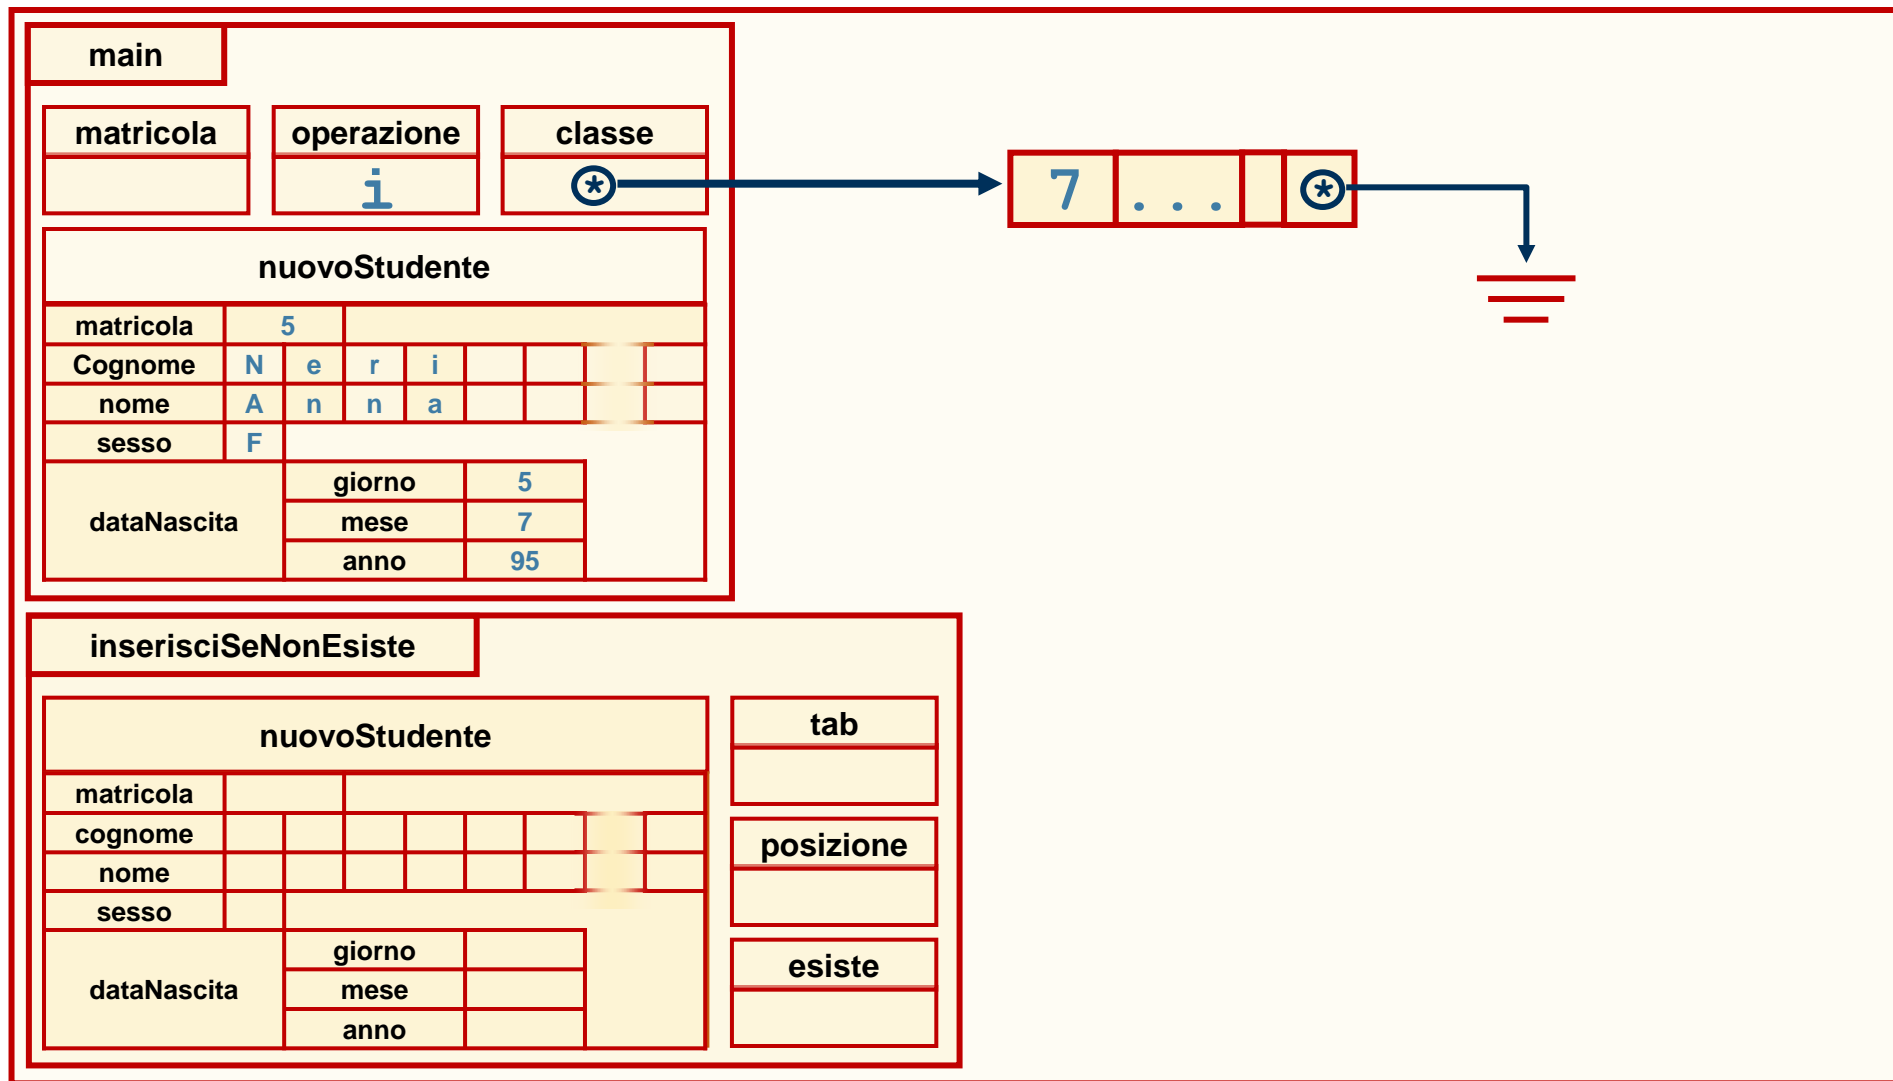 main
matricola operazione classe
i * 7 ... *
nuovoStudente
matricola 5
Cognome N e r i
nome A n n a
sesso F
giorno 5
dataNascita mese 7
anno 95
inserisciSeNonEsiste
nuovoStudente
matricola
cognome
nome
sesso
giorno
dataNascita mese
anno
tab
posizione
esiste